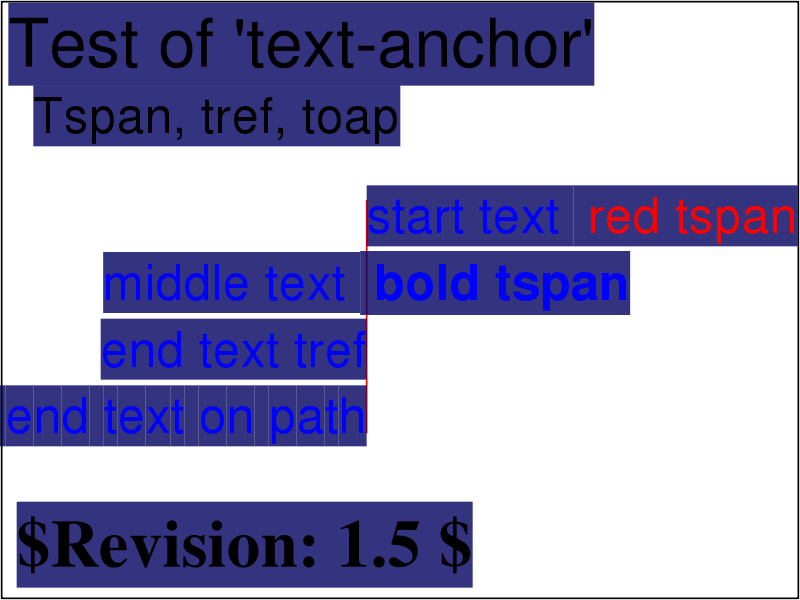 Test of 'text-anchor'
Tspan, tref, toap
start text red tspan
middle text bold tspan
end text tref
end text on path
$Revision: 1.5 $